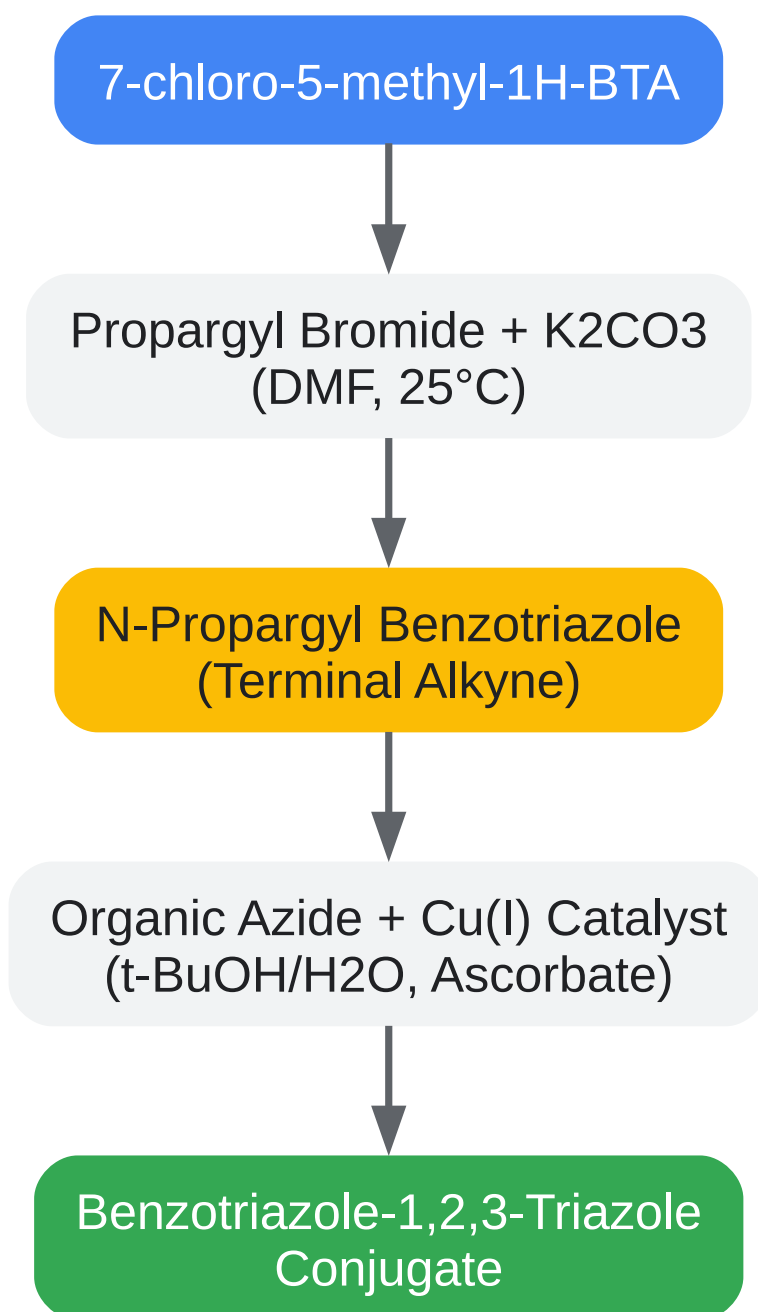 7-chloro-5-methyl-1H-BTA
Propargyl Bromide + K2CO3
(DMF, 25°C)
N-Propargyl Benzotriazole
(Terminal Alkyne)
Organic Azide + Cu(I) Catalyst
(t-BuOH/H2O, Ascorbate)
Benzotriazole-1,2,3-Triazole
Conjugate